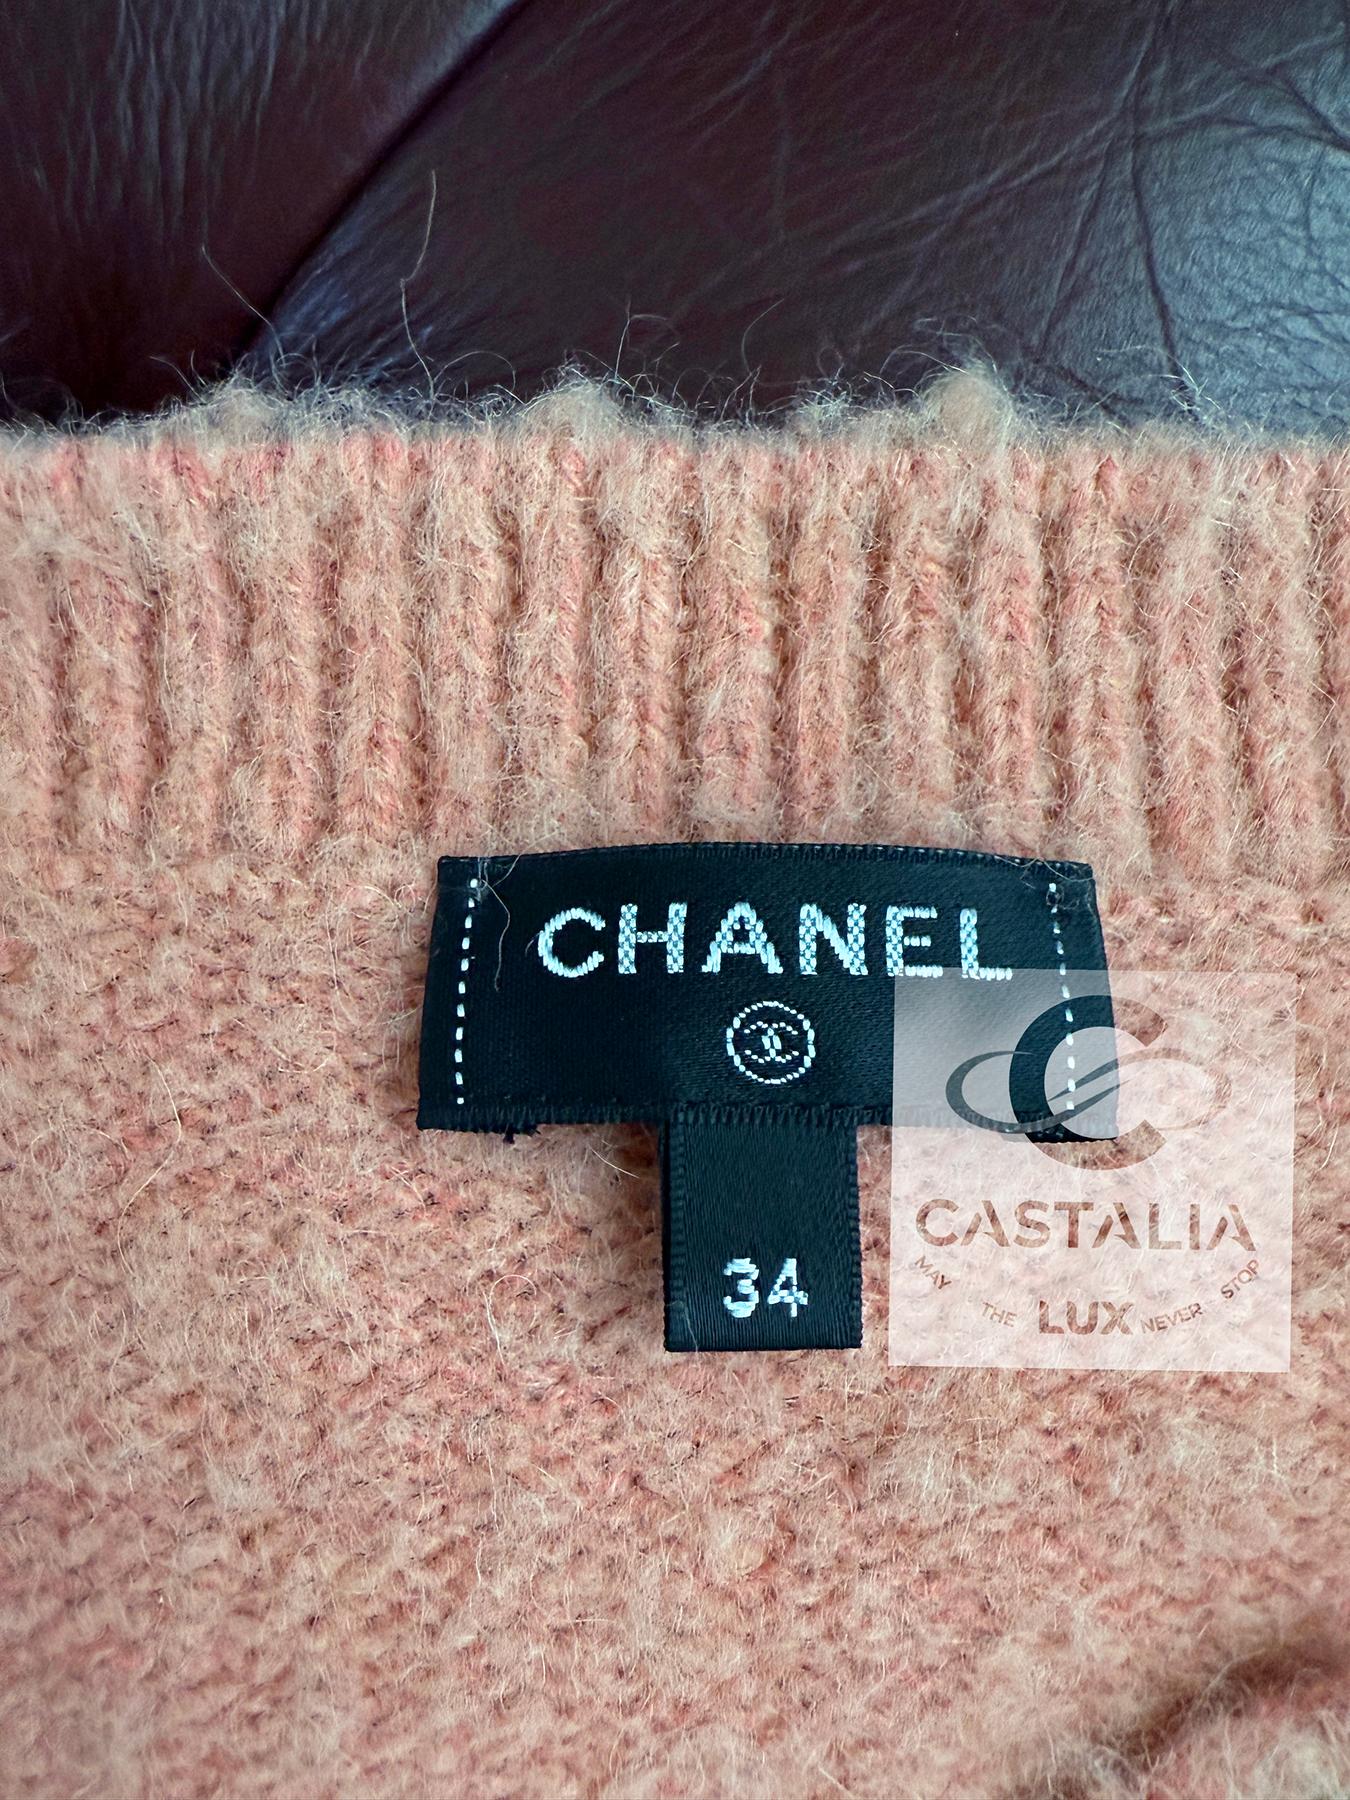 CHANEL
34
C
CASTALIA
MAY THE LUX NEVER STOP